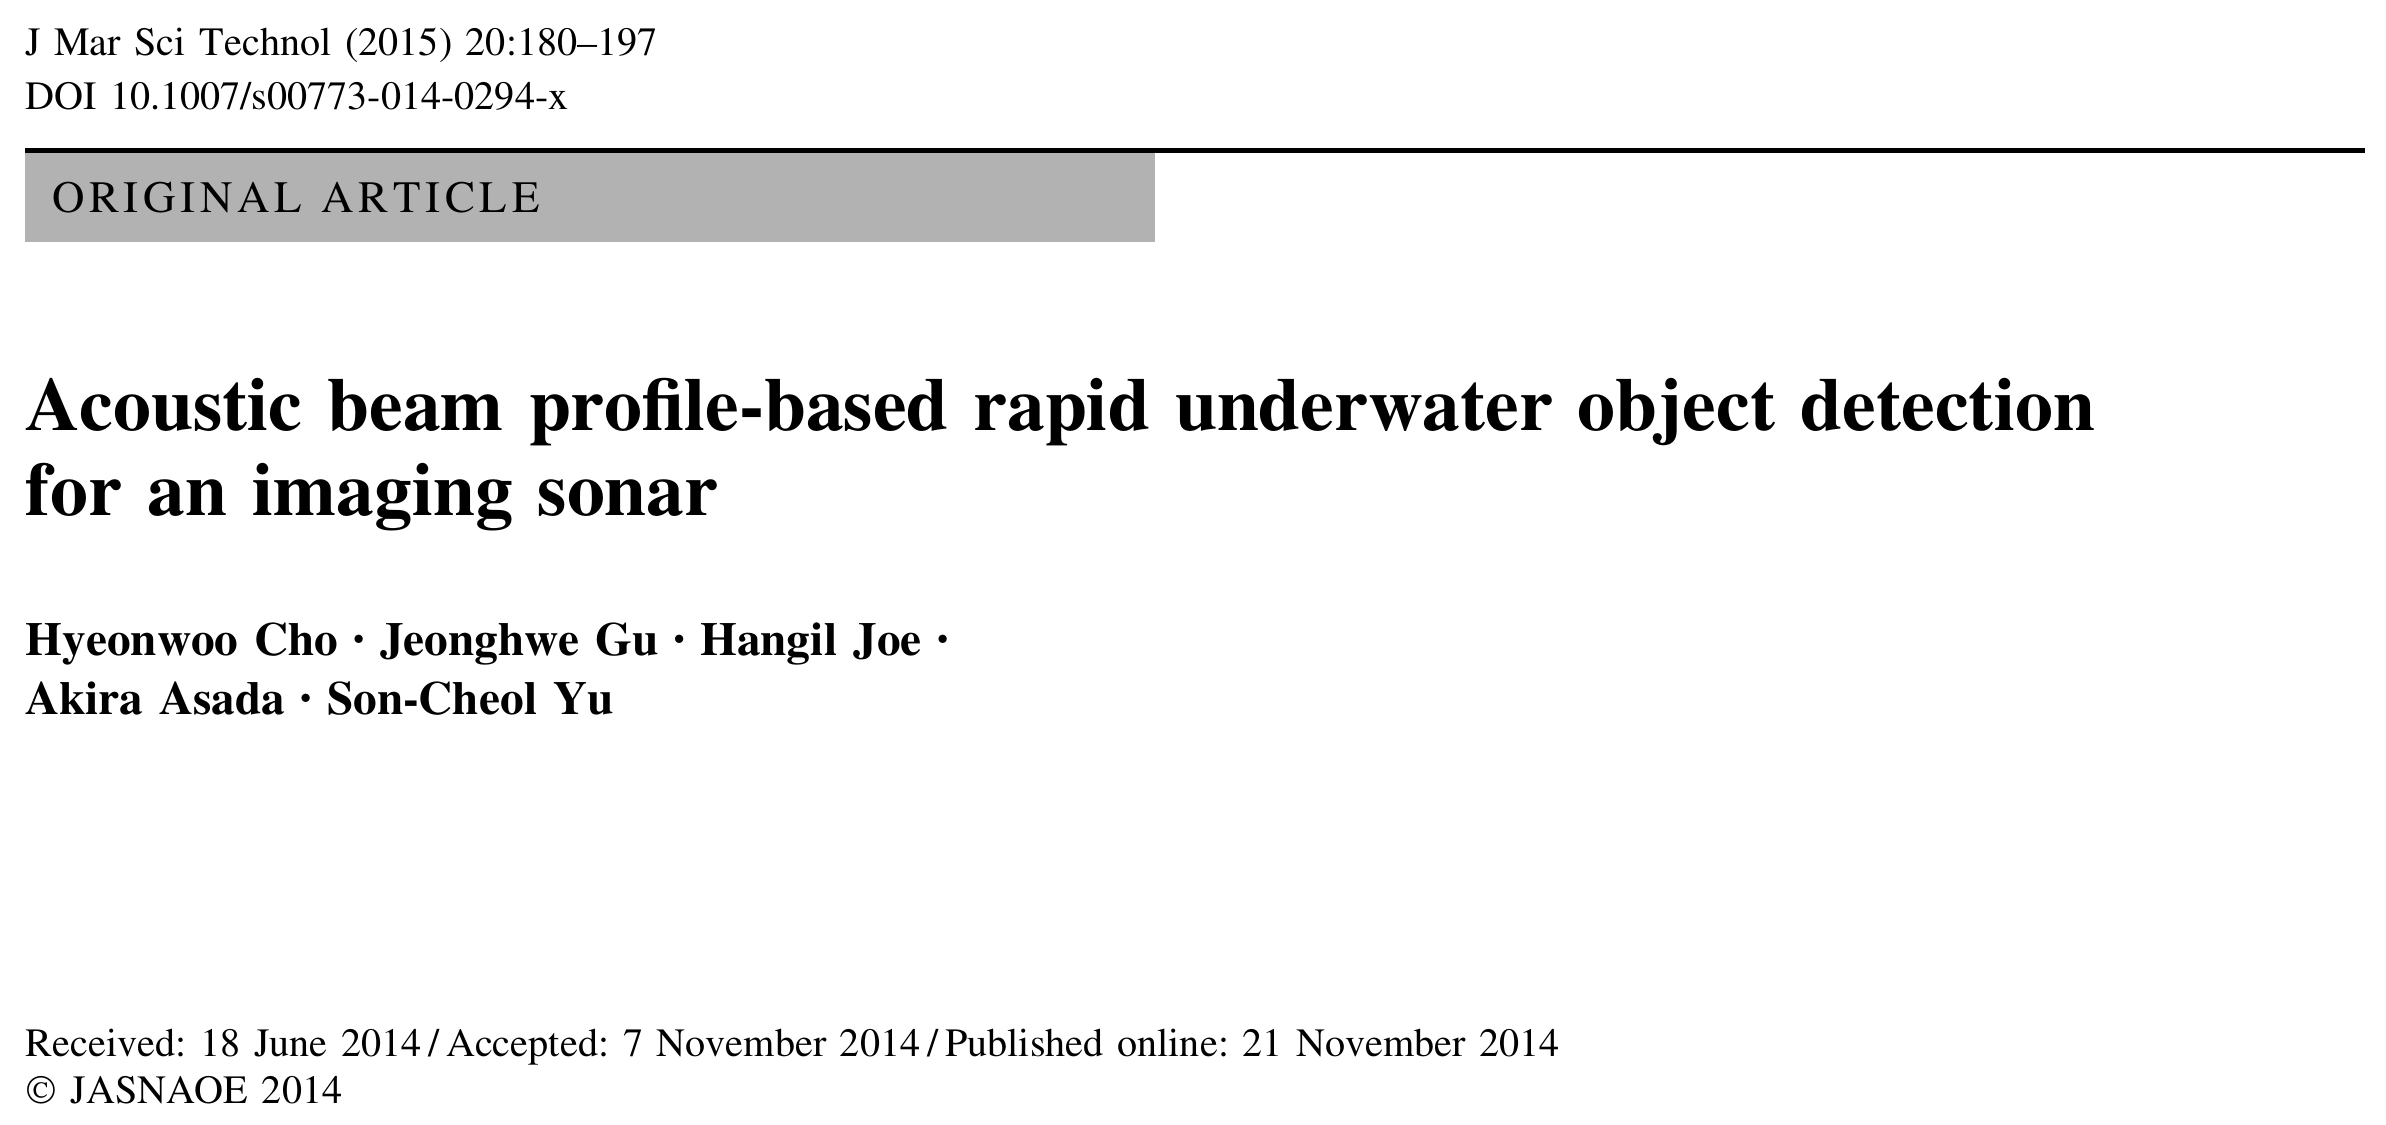 J Mar Sci Technol (2015) 20:180–197
DOI 10.1007/s00773-014-0294-x
ORIGINAL ARTICLE
Acoustic beam profile-based rapid underwater object detection
for an imaging sonar
Hyeonwoo Cho · Jeonghwe Gu · Hangil Joe ·
Akira Asada · Son-Cheol Yu
Received: 18 June 2014 / Accepted: 7 November 2014 / Published online: 21 November 2014
© JASNAOE 2014